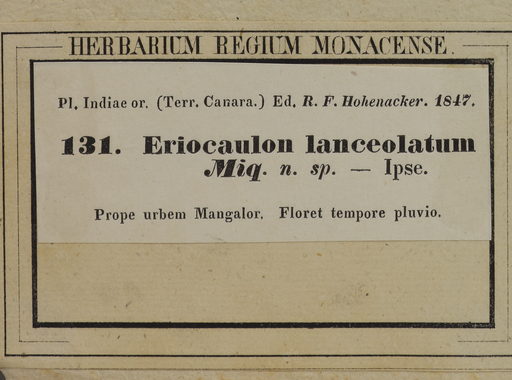 HERBARIUM REGIUM MONACENSE.
Pl. Indiae or. (Terr. Canara.) Ed. R. F. Hohenacker. 1847.
131. Eriocaulon lanceolatum
Miq. n. sp. — Ipse.
Prope urbem Mangalor. Floret tempore pluvio.